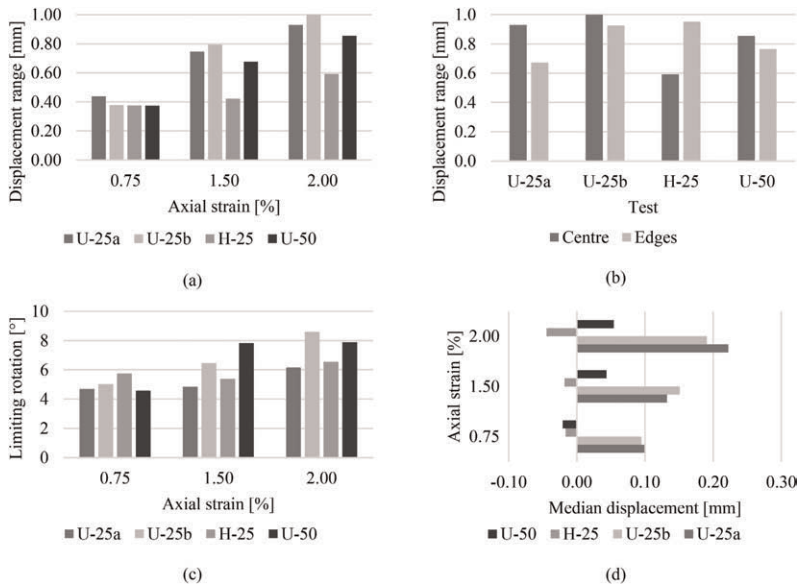 Displacement range [mm]
1.00
0.80
0.60
0.40
0.20
0.00
0.75 1.50 2.00
Axial strain [%]
U-25a U-25b H-25 U-50
(a)
Displacement range [mm]
1.0
0.8
0.6
0.4
0.2
0.0
U-25a U-25b H-25 U-50
Test
Centre Edges
(b)
Limiting rotation [°]
10
8
6
4
2
0
0.75 1.50 2.00
Axial strain [%]
U-25a U-25b H-25 U-50
(c)
Axial strain [%]
2.00
1.50
0.75
-0.10 0.00 0.10 0.20 0.30
Median displacement [mm]
U-50 H-25 U-25b U-25a
(d)